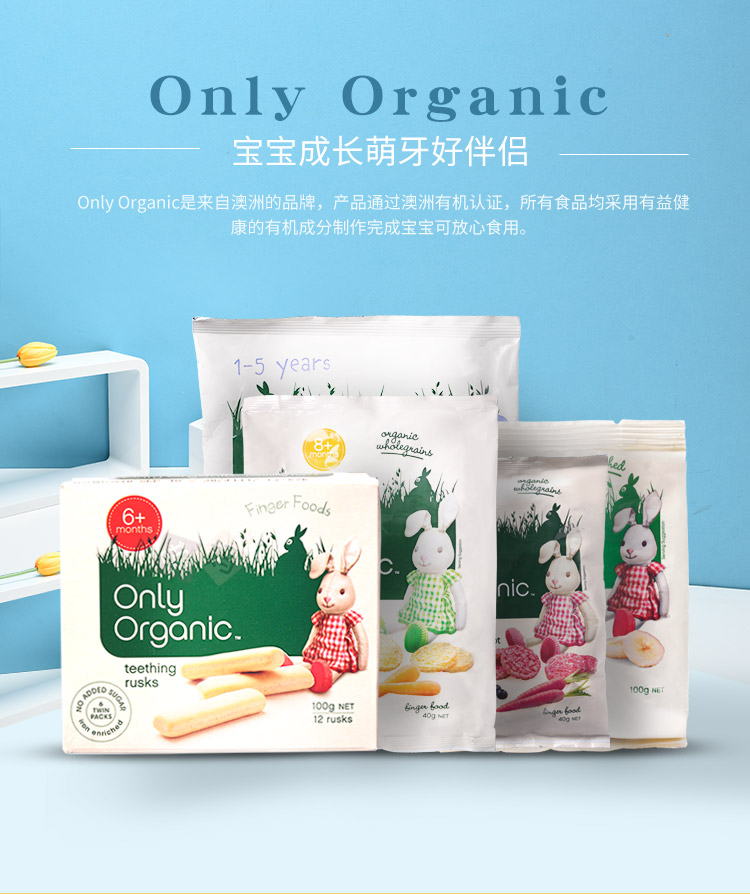 Only Organic
宝宝成长萌牙好伴侣
Only Organic是来自澳洲的品牌，产品通过澳洲有机认证，所有食品均采用有益健
康的有机成分制作完成宝宝可放心食用。
1-5 years
8+
months
organic
wholegrains
organic
wholegrains
6+
months
Finger Foods
Only
Organic™
teething
rusks
NO ADDED SUGAR
6
TWIN
PACKS
iron enriched
100g NET
12 rusks
finger food
40g NET
finger food
40g NET
100g NET